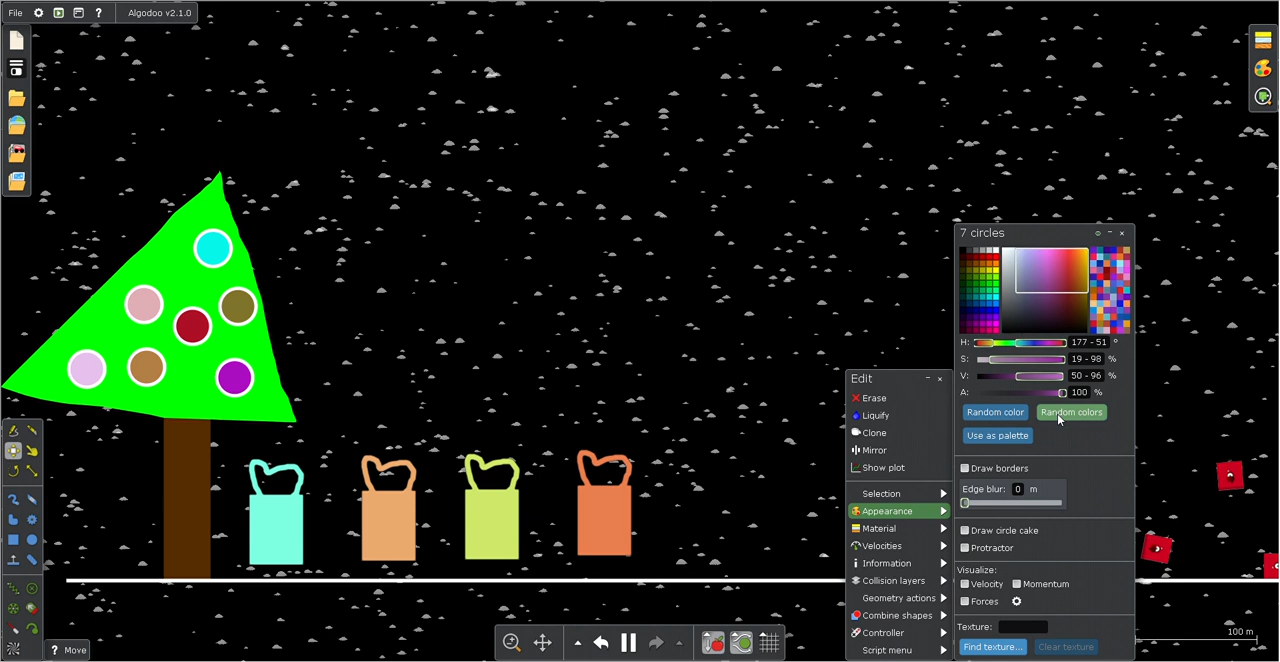 File ? Algodoo v2.1.0
7 circles
H: 177 - 51 °
S: 19 - 98 %
V: 50 - 96 %
A: 100 %
Random color Random colors
Use as palette
Draw borders
Edge blur: 0 m
Draw circle cake
Protractor
Visualize:
Velocity Momentum
Forces
Texture:
Find texture... Clear texture
Edit
Erase
Liquify
Clone
Mirror
Show plot
Selection
Appearance
Material
Velocities
Information
Collision layers
Geometry actions
Combine shapes
Controller
Script menu
? Move
100 m